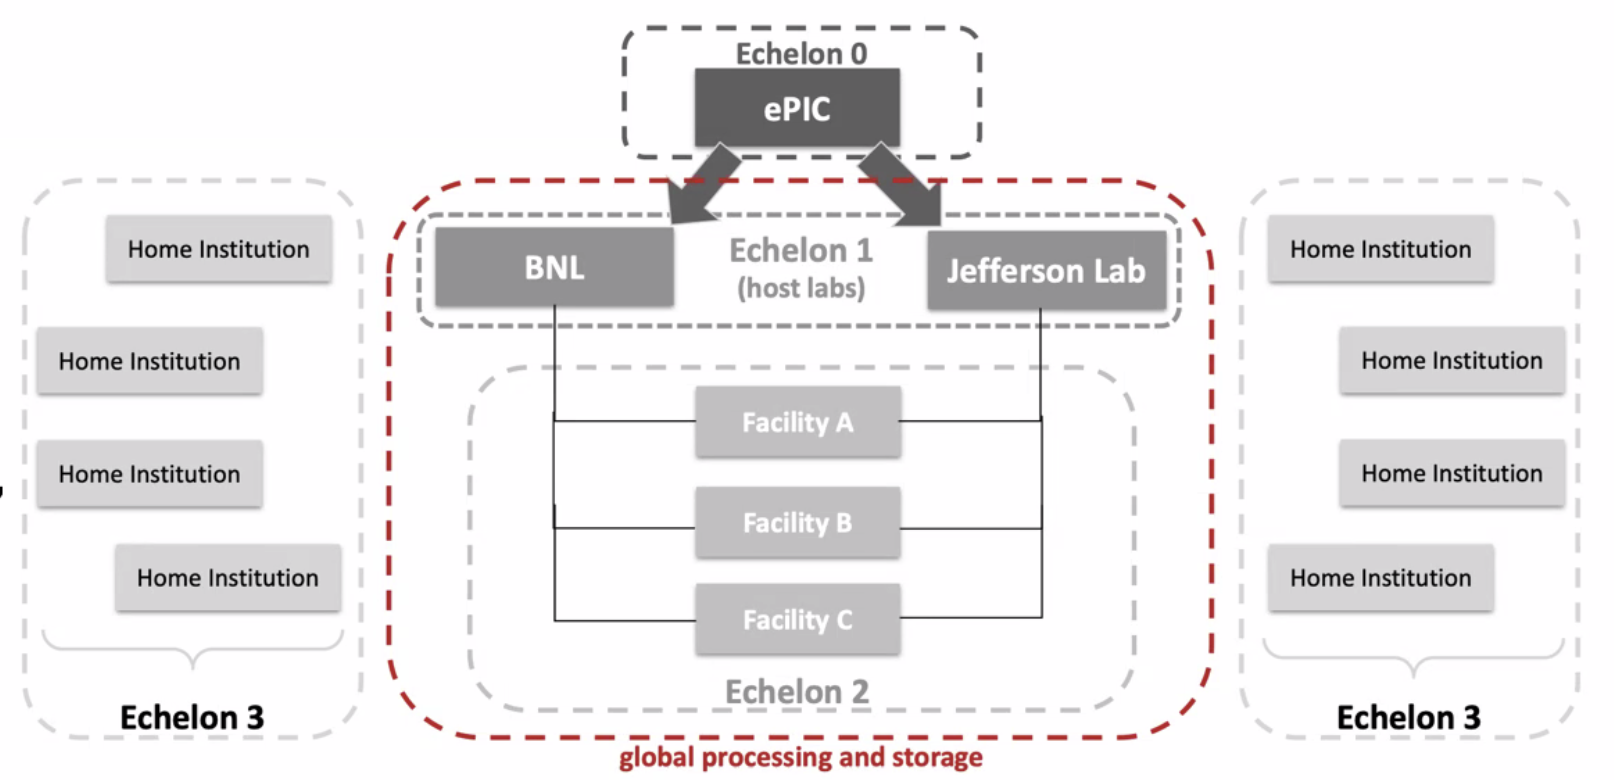 Echelon 0
ePIC
Home Institution
Home Institution
Home Institution
Home Institution
Echelon 3
BNL
Echelon 1
(host labs)
Jefferson Lab
Facility A
Facility B
Facility C
Echelon 2
global processing and storage
Home Institution
Home Institution
Home Institution
Home Institution
Echelon 3